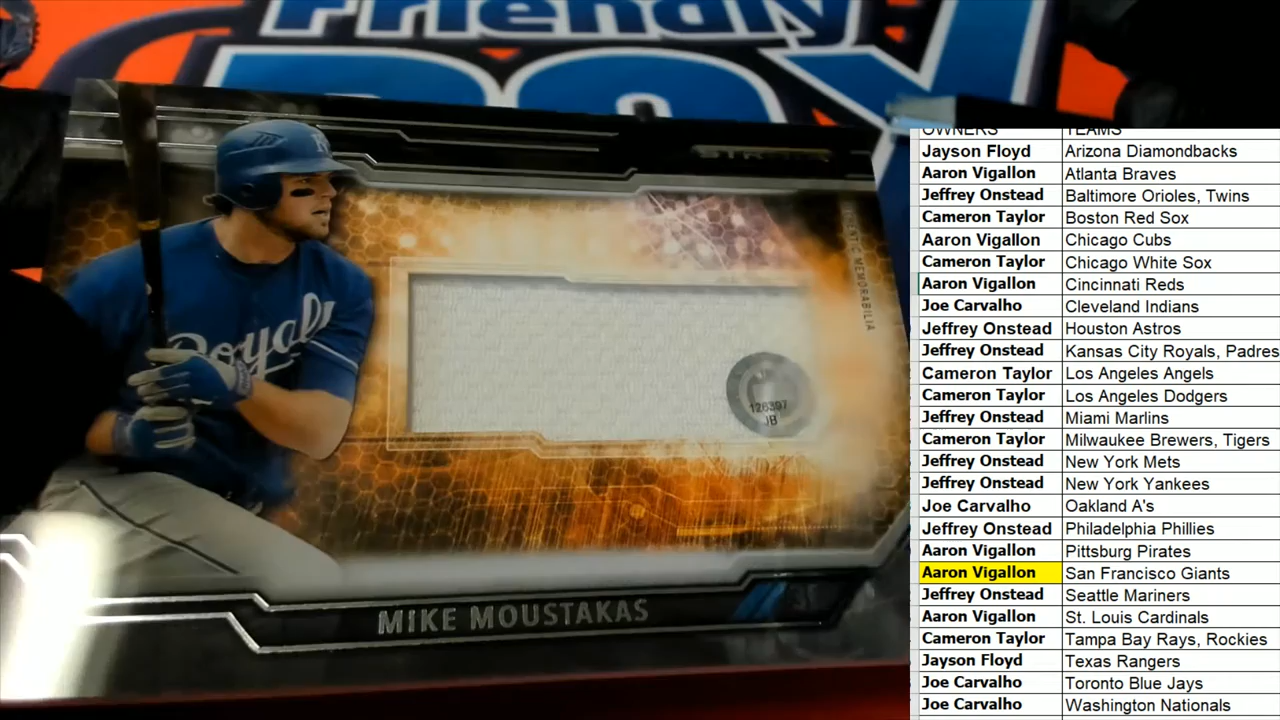 Friendly
BOX
Royals
STRATA
AUTHENTIC MEMORABILIA
126397
JB
MIKE MOUSTAKAS
3B
OWNERS TEAMS
Jayson Floyd Arizona Diamondbacks
Aaron Vigallon Atlanta Braves
Jeffrey Onstead Baltimore Orioles, Twins
Cameron Taylor Boston Red Sox
Aaron Vigallon Chicago Cubs
Cameron Taylor Chicago White Sox
Aaron Vigallon Cincinnati Reds
Joe Carvalho Cleveland Indians
Jeffrey Onstead Houston Astros
Jeffrey Onstead Kansas City Royals, Padres
Cameron Taylor Los Angeles Angels
Cameron Taylor Los Angeles Dodgers
Jeffrey Onstead Miami Marlins
Cameron Taylor Milwaukee Brewers, Tigers
Jeffrey Onstead New York Mets
Jeffrey Onstead New York Yankees
Joe Carvalho Oakland A's
Jeffrey Onstead Philadelphia Phillies
Aaron Vigallon Pittsburg Pirates
Aaron Vigallon San Francisco Giants
Jeffrey Onstead Seattle Mariners
Aaron Vigallon St. Louis Cardinals
Cameron Taylor Tampa Bay Rays, Rockies
Jayson Floyd Texas Rangers
Joe Carvalho Toronto Blue Jays
Joe Carvalho Washington Nationals